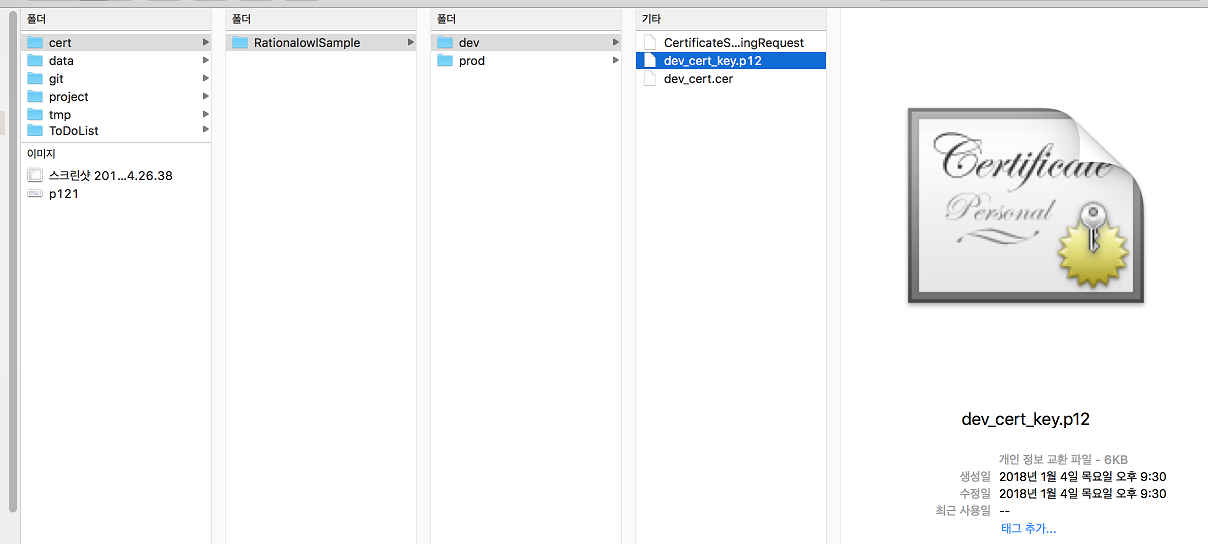 폴더
cert
data
git
project
tmp
ToDoList
이미지
스크린샷 201...4.26.38
p121
폴더
RationalowlSample
폴더
dev
prod
기타
CertificateS...ingRequest
dev_cert_key.p12
dev_cert.cer
Certificate
Personal
dev_cert_key.p12
개인 정보 교환 파일 - 6KB
생성일 2018년 1월 4일 목요일 오후 9:30
수정일 2018년 1월 4일 목요일 오후 9:30
최근 사용일 --
태그 추가...